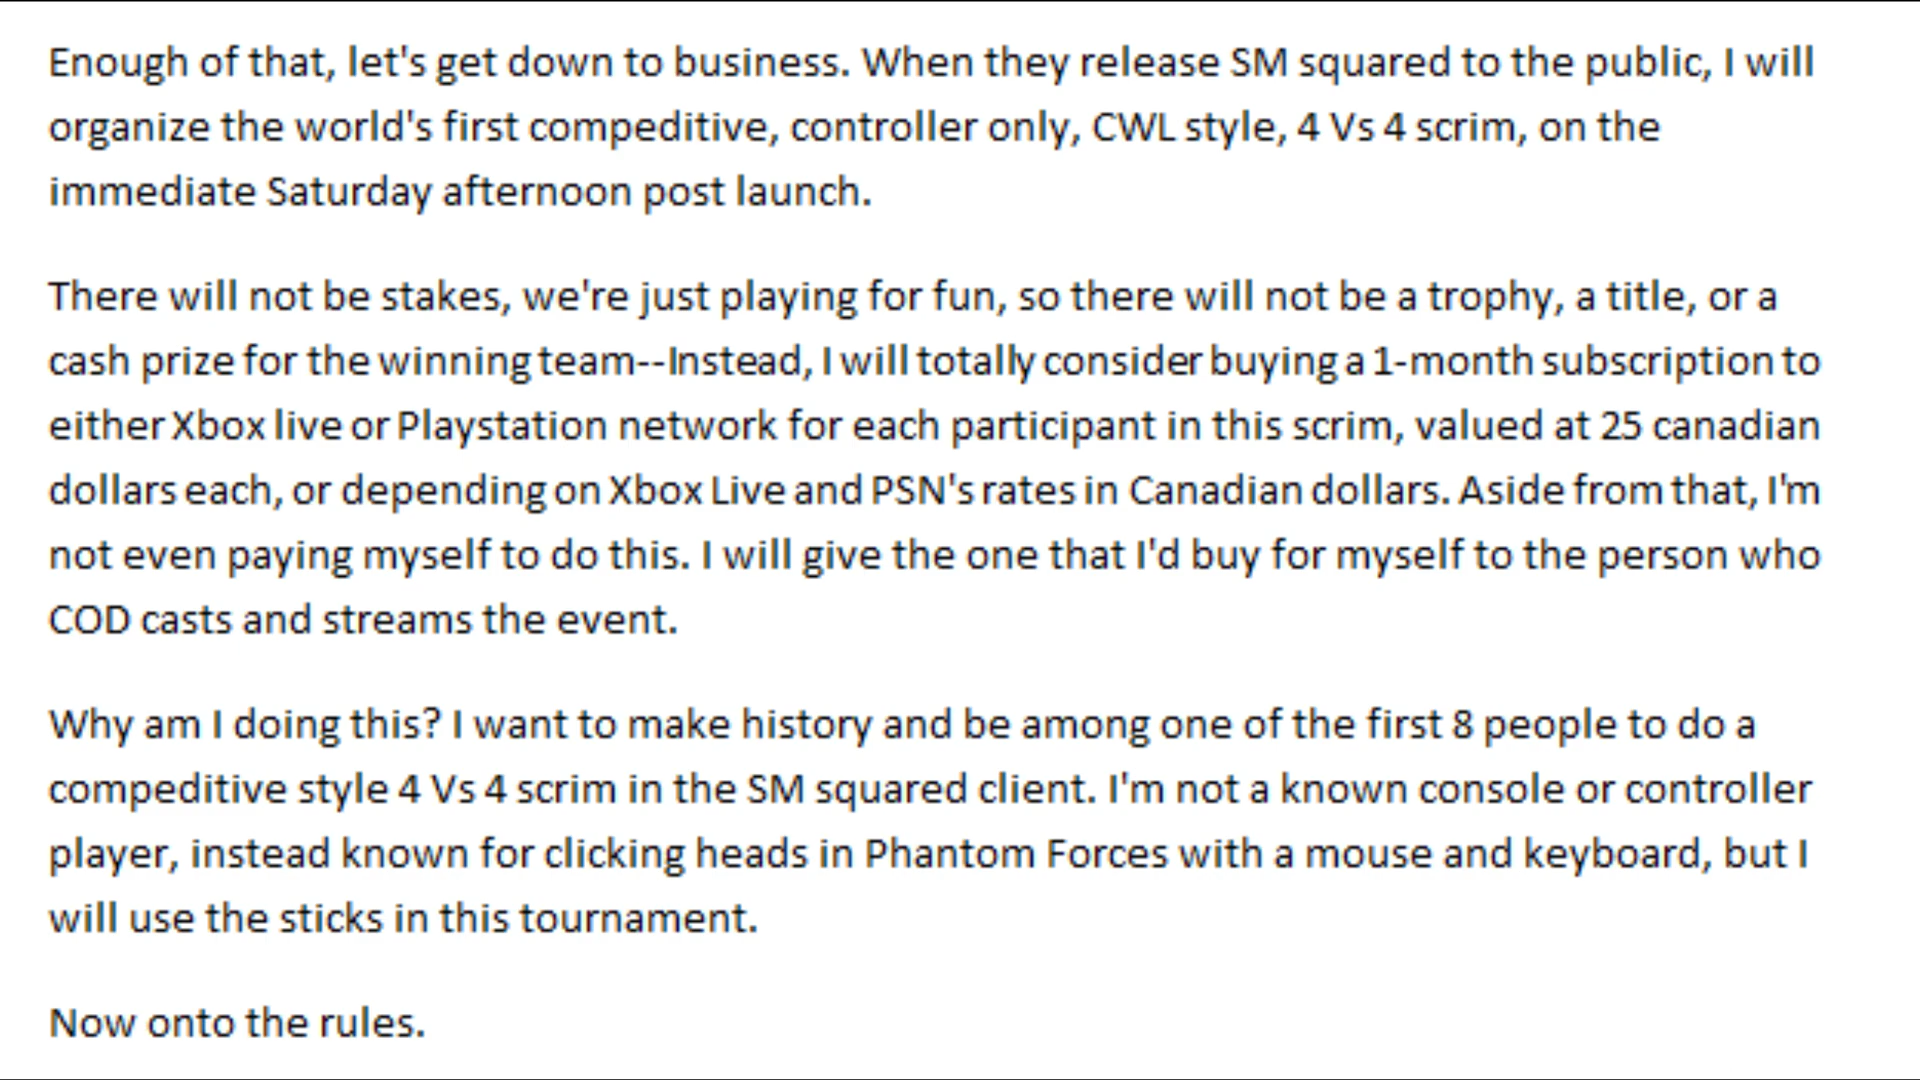 Enough of that, let's get down to business. When they release SM squared to the public, I will
organize the world's first compeditive, controller only, CWL style, 4 Vs 4 scrim, on the
immediate Saturday afternoon post launch.
There will not be stakes, we're just playing for fun, so there will not be a trophy, a title, or a
cash prize for the winning team--Instead, I will totally consider buying a 1-month subscription to
either Xbox live or Playstation network for each participant in this scrim, valued at 25 canadian
dollars each, or depending on Xbox Live and PSN's rates in Canadian dollars. Aside from that, I'm
not even paying myself to do this. I will give the one that I'd buy for myself to the person who
COD casts and streams the event.
Why am I doing this? I want to make history and be among one of the first 8 people to do a
compeditive style 4 Vs 4 scrim in the SM squared client. I'm not a known console or controller
player, instead known for clicking heads in Phantom Forces with a mouse and keyboard, but I
will use the sticks in this tournament.
Now onto the rules.